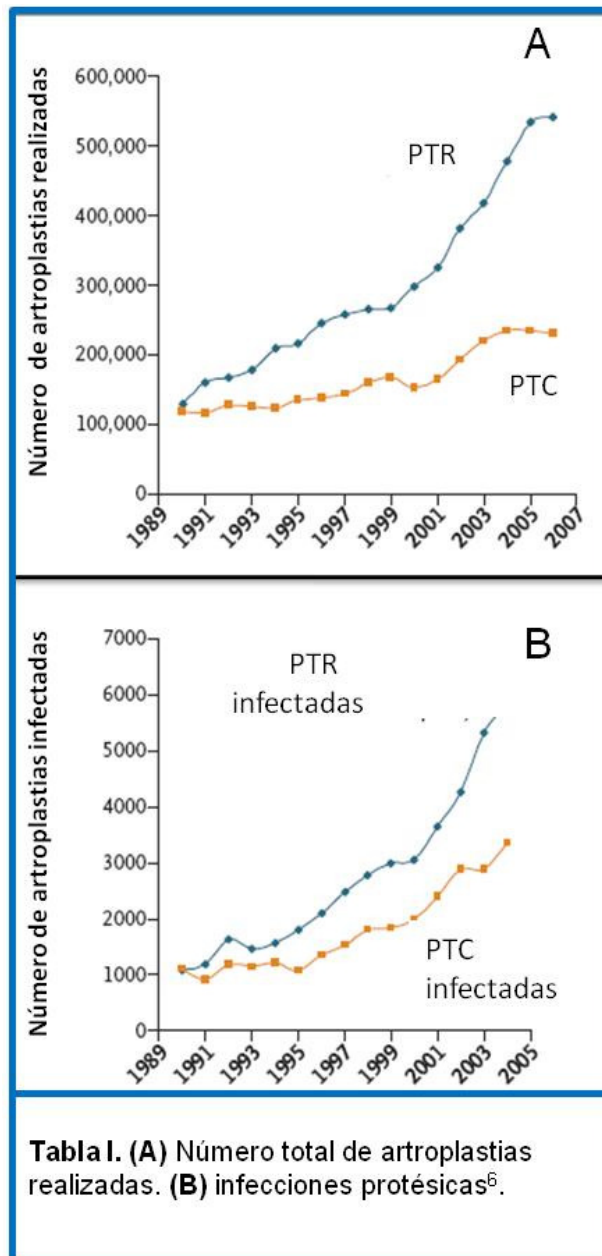 A
Número de artroplastias realizadas
600,000
500,000
400,000
300,000
200,000
100,000
0
PTR
PTC
1989
1991
1993
1995
1997
1999
2001
2003
2005
2007
B
Número de artroplastias infectadas
7000
6000
5000
4000
3000
2000
1000
0
PTR
infectadas
PTC
infectadas
1989
1991
1993
1995
1997
1999
2001
2003
2005
Tabla I. (A) Número total de artroplastias
realizadas. (B) infecciones protésicas⁶.